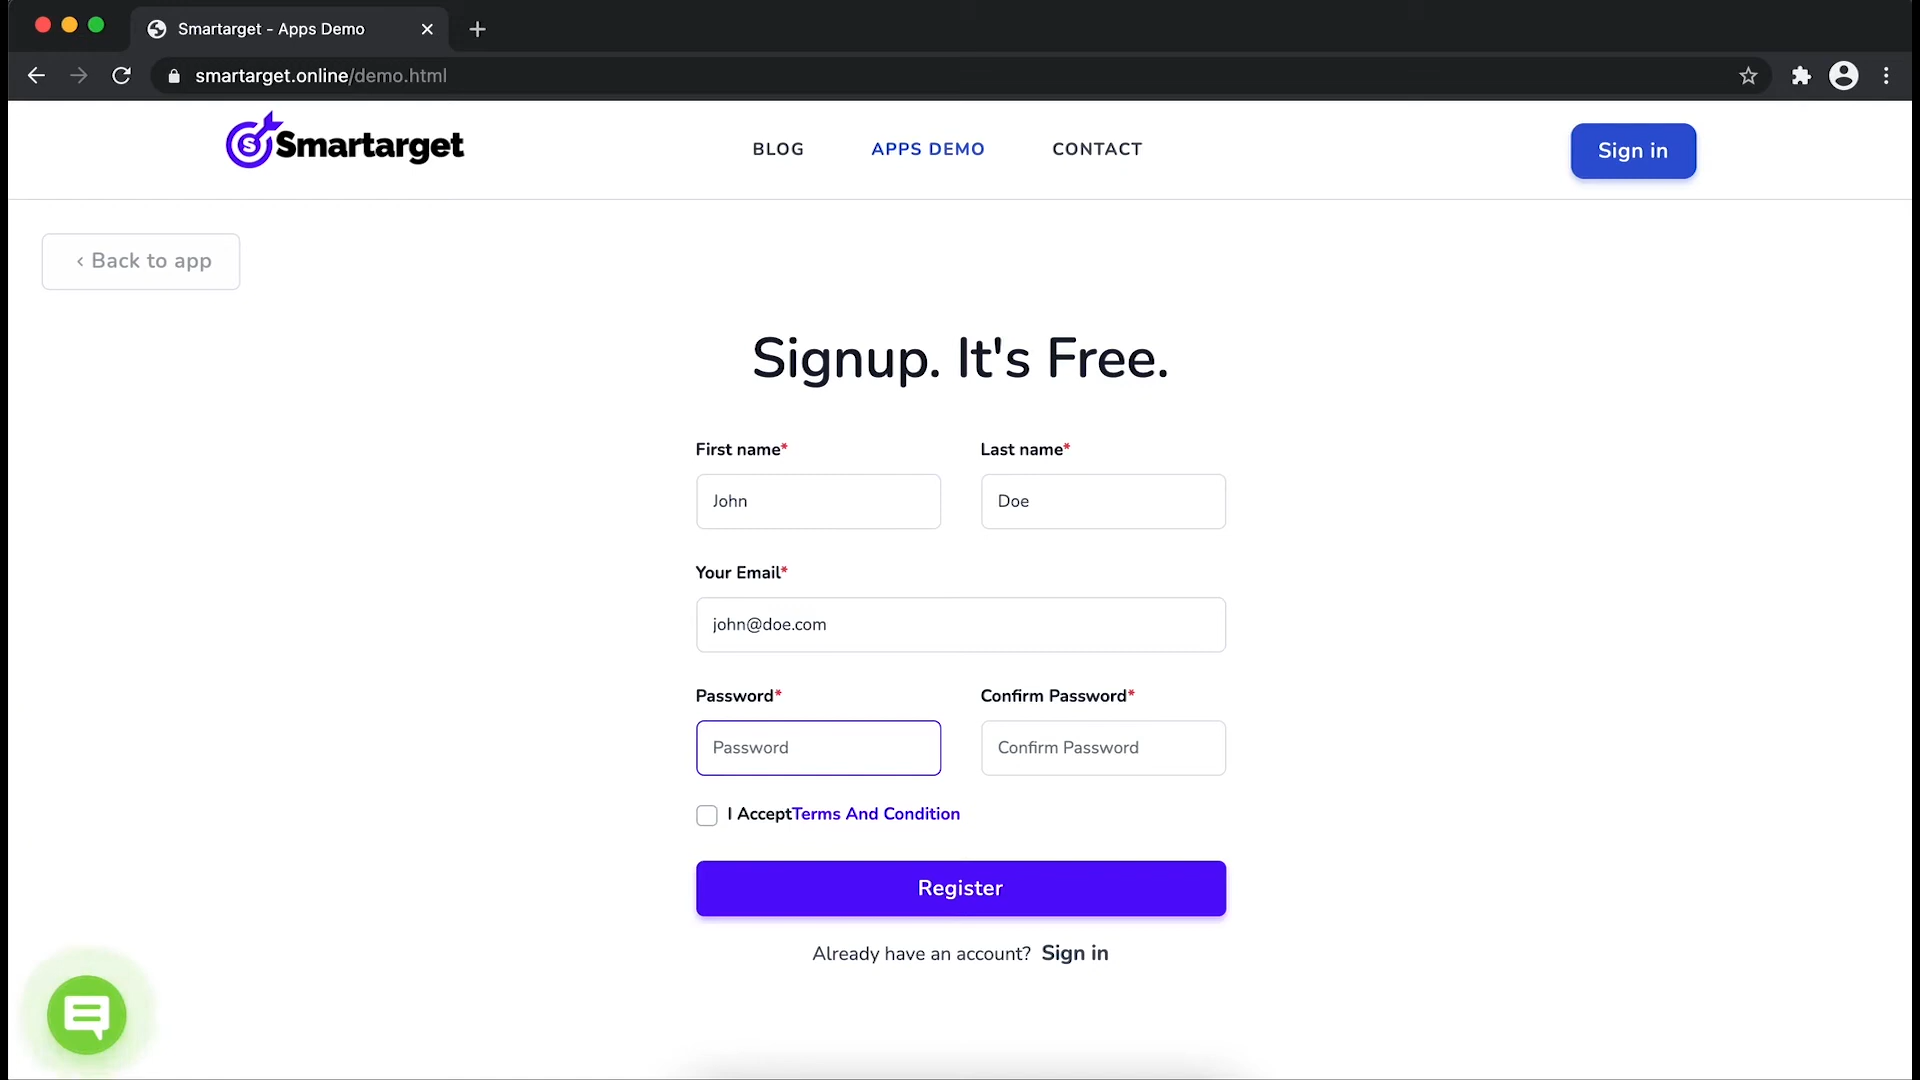 Smartarget - Apps Demo
smartarget.online/demo.html
Smartarget
BLOG
APPS DEMO
CONTACT
Sign in
‹ Back to app
Signup. It's Free.
First name*
Last name*
John
Doe
Your Email*
john@doe.com
Password*
Confirm Password*
Password
Confirm Password
I AcceptTerms And Condition
Register
Already have an account? Sign in